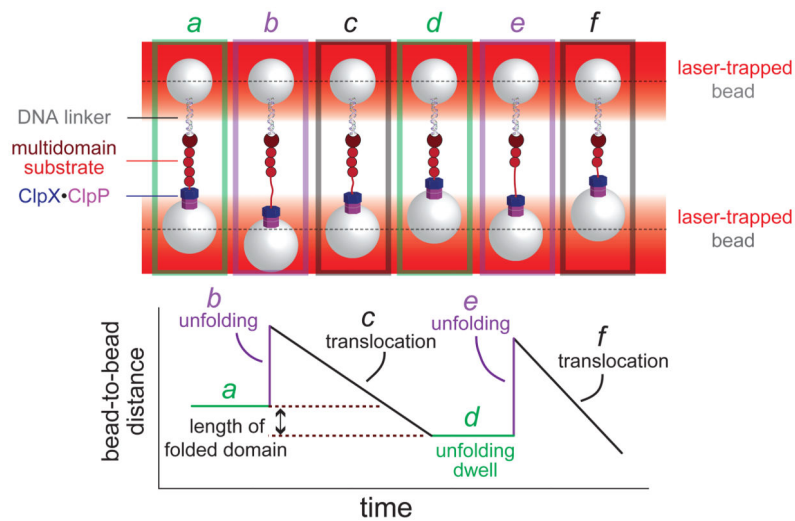 a b c d e f
DNA linker
multidomain
substrate
ClpX•ClpP
laser-trapped
bead
laser-trapped
bead
bead-to-bead
distance
b
unfolding
a
length of
folded domain
c
translocation
e
unfolding
d
unfolding
dwell
f
translocation
time